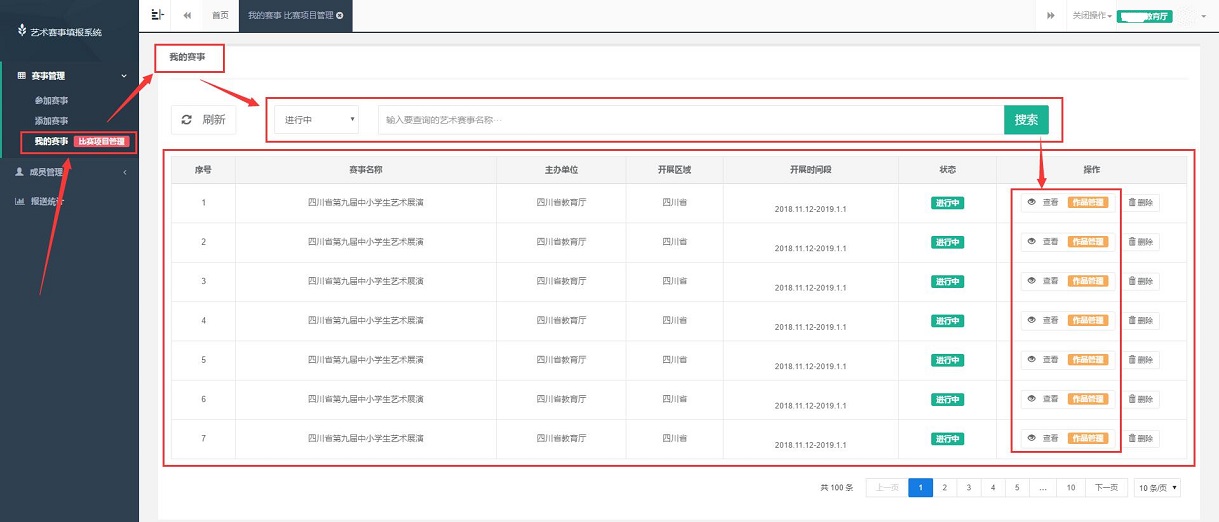 艺术赛事填报系统
首页
我的赛事 比赛项目管理
关闭操作
教育厅
赛事管理
参加赛事
添加赛事
我的赛事 比赛项目管理
成员管理
报送统计
我的赛事
刷新
进行中
输入要查询的艺术赛事名称…
搜索
序号 赛事名称 主办单位 开展区域 开展时间段 状态 操作
1 四川省第九届中小学生艺术展演 四川省教育厅 四川省 2018.11.12-2019.1.1 进行中 查看 作品管理 删除
2 四川省第九届中小学生艺术展演 四川省教育厅 四川省 2018.11.12-2019.1.1 进行中 查看 作品管理 删除
3 四川省第九届中小学生艺术展演 四川省教育厅 四川省 2018.11.12-2019.1.1 进行中 查看 作品管理 删除
4 四川省第九届中小学生艺术展演 四川省教育厅 四川省 2018.11.12-2019.1.1 进行中 查看 作品管理 删除
5 四川省第九届中小学生艺术展演 四川省教育厅 四川省 2018.11.12-2019.1.1 进行中 查看 作品管理 删除
6 四川省第九届中小学生艺术展演 四川省教育厅 四川省 2018.11.12-2019.1.1 进行中 查看 作品管理 删除
7 四川省第九届中小学生艺术展演 四川省教育厅 四川省 2018.11.12-2019.1.1 进行中 查看 作品管理 删除
共 100 条 上一页 1 2 3 4 5 ... 10 下一页 10 条/页